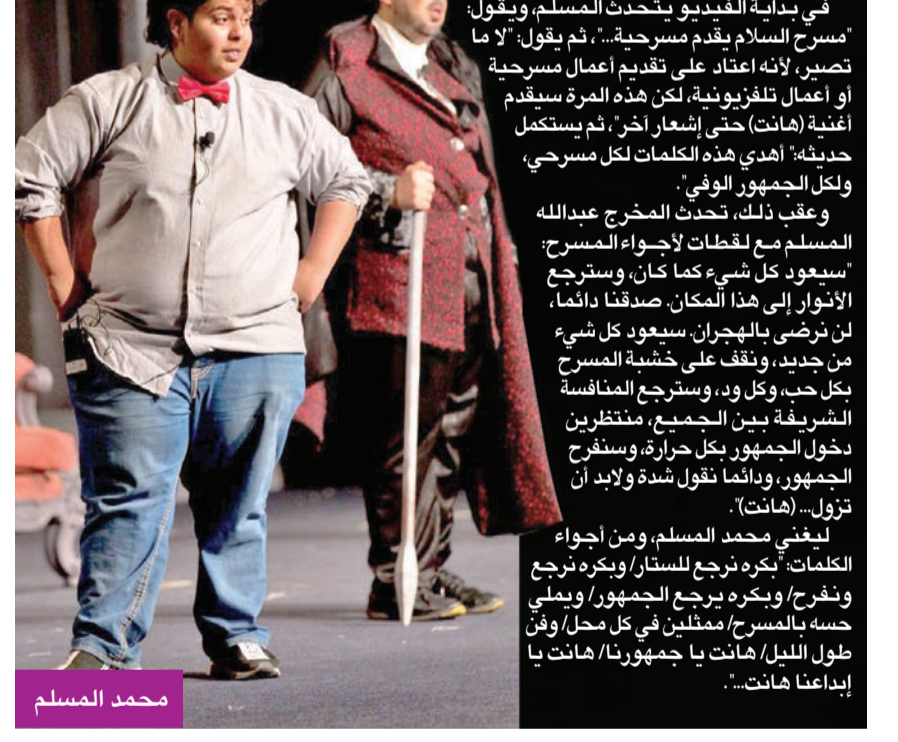 في بداية الفيديو يتحدث المسلم، ويقول:
"مسرح السلام يقدم مسرحية..."، ثم يقول: "لا ما
تصير، لأنه اعتاد على تقديم أعمال مسرحية
أو أعمال تلفزيونية، لكن هذه المرة سيقدم
أغنية (هانت) حتى إشعار آخر"، ثم يستكمل
حديثه:" أهدي هذه الكلمات لكل مسرحي،
ولكل الجمهور الوفي".
وعقب ذلك، تحدث المخرج عبدالله
المسلم مع لقطات لأجواء المسرح:
"سيعود كل شيء كما كان، وسترجع
الأنوار إلى هذا المكان. صدقنا دائما،
لن نرضى بالهجران. سيعود كل شيء
من جديد، ونقف على خشبة المسرح
بكل حب، وكل ود، وسترجع المنافسة
الشريفة بين الجميع، منتظرين
دخول الجمهور بكل حرارة، وسنفرح
الجمهور، ودائما نقول شدة ولابد أن
تزول... (هانت)".
ليغني محمد المسلم، ومن أجواء
الكلمات: "بكره نرجع للستار/ وبكره نرجع
ونفرح/ وبكره يرجع الجمهور/ ويملي
حسه بالمسرح/ ممثلين في كل محل/ وفن
طول الليل/ هانت يا جمهورنا/ هانت يا
إبداعنا هانت...".
محمد المسلم